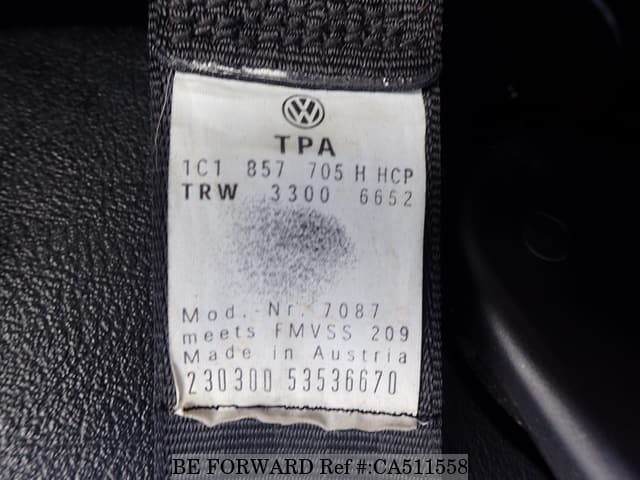 VW
TPA
1C1 857 705 H HCP
TRW 3300 6652
Mod.-Nr. 7087
meets FMVSS 209
Made in Austria
230300 53536670
BE FORWARD Ref #:CA511558